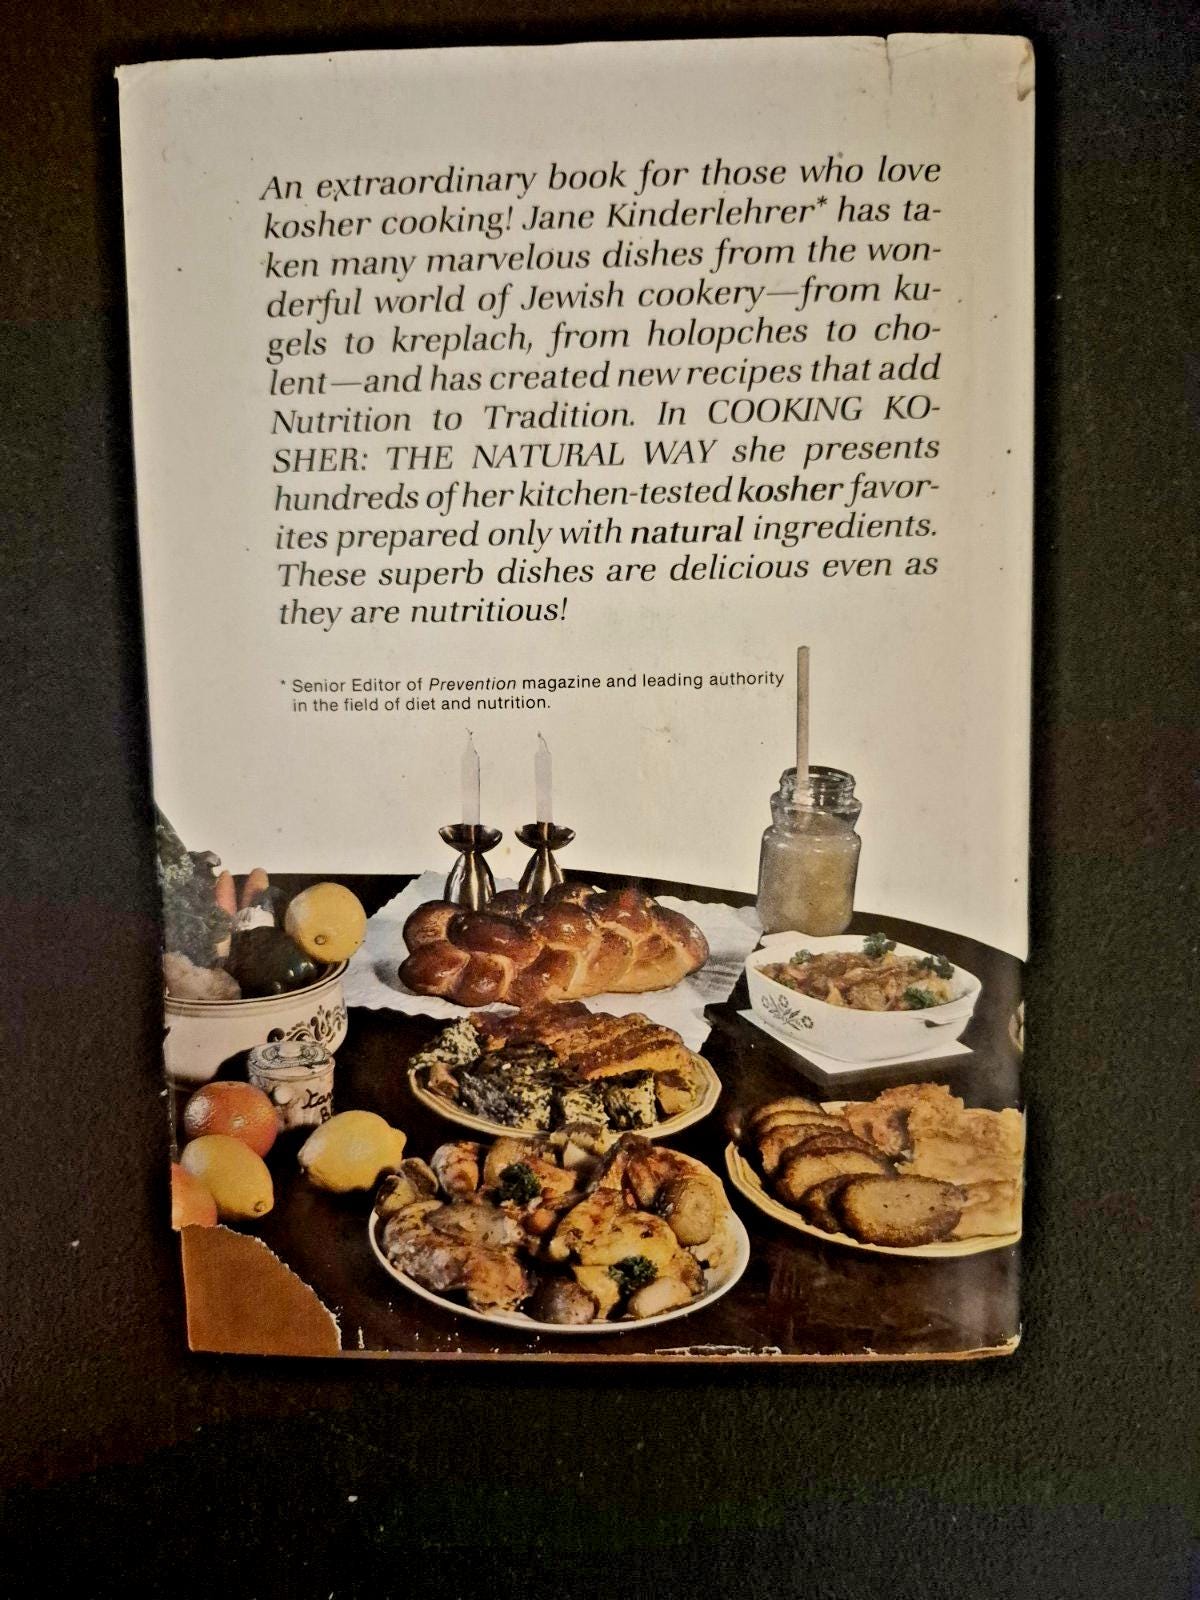 An extraordinary book for those who love
kosher cooking! Jane Kinderlehrer* has ta-
ken many marvelous dishes from the won-
derful world of Jewish cookery—from ku-
gels to kreplach, from holopches to cho-
lent—and has created new recipes that add
Nutrition to Tradition. In COOKING KO-
SHER: THE NATURAL WAY she presents
hundreds of her kitchen-tested kosher favor-
ites prepared only with natural ingredients.
These superb dishes are delicious even as
they are nutritious!
* Senior Editor of Prevention magazine and leading authority
in the field of diet and nutrition.